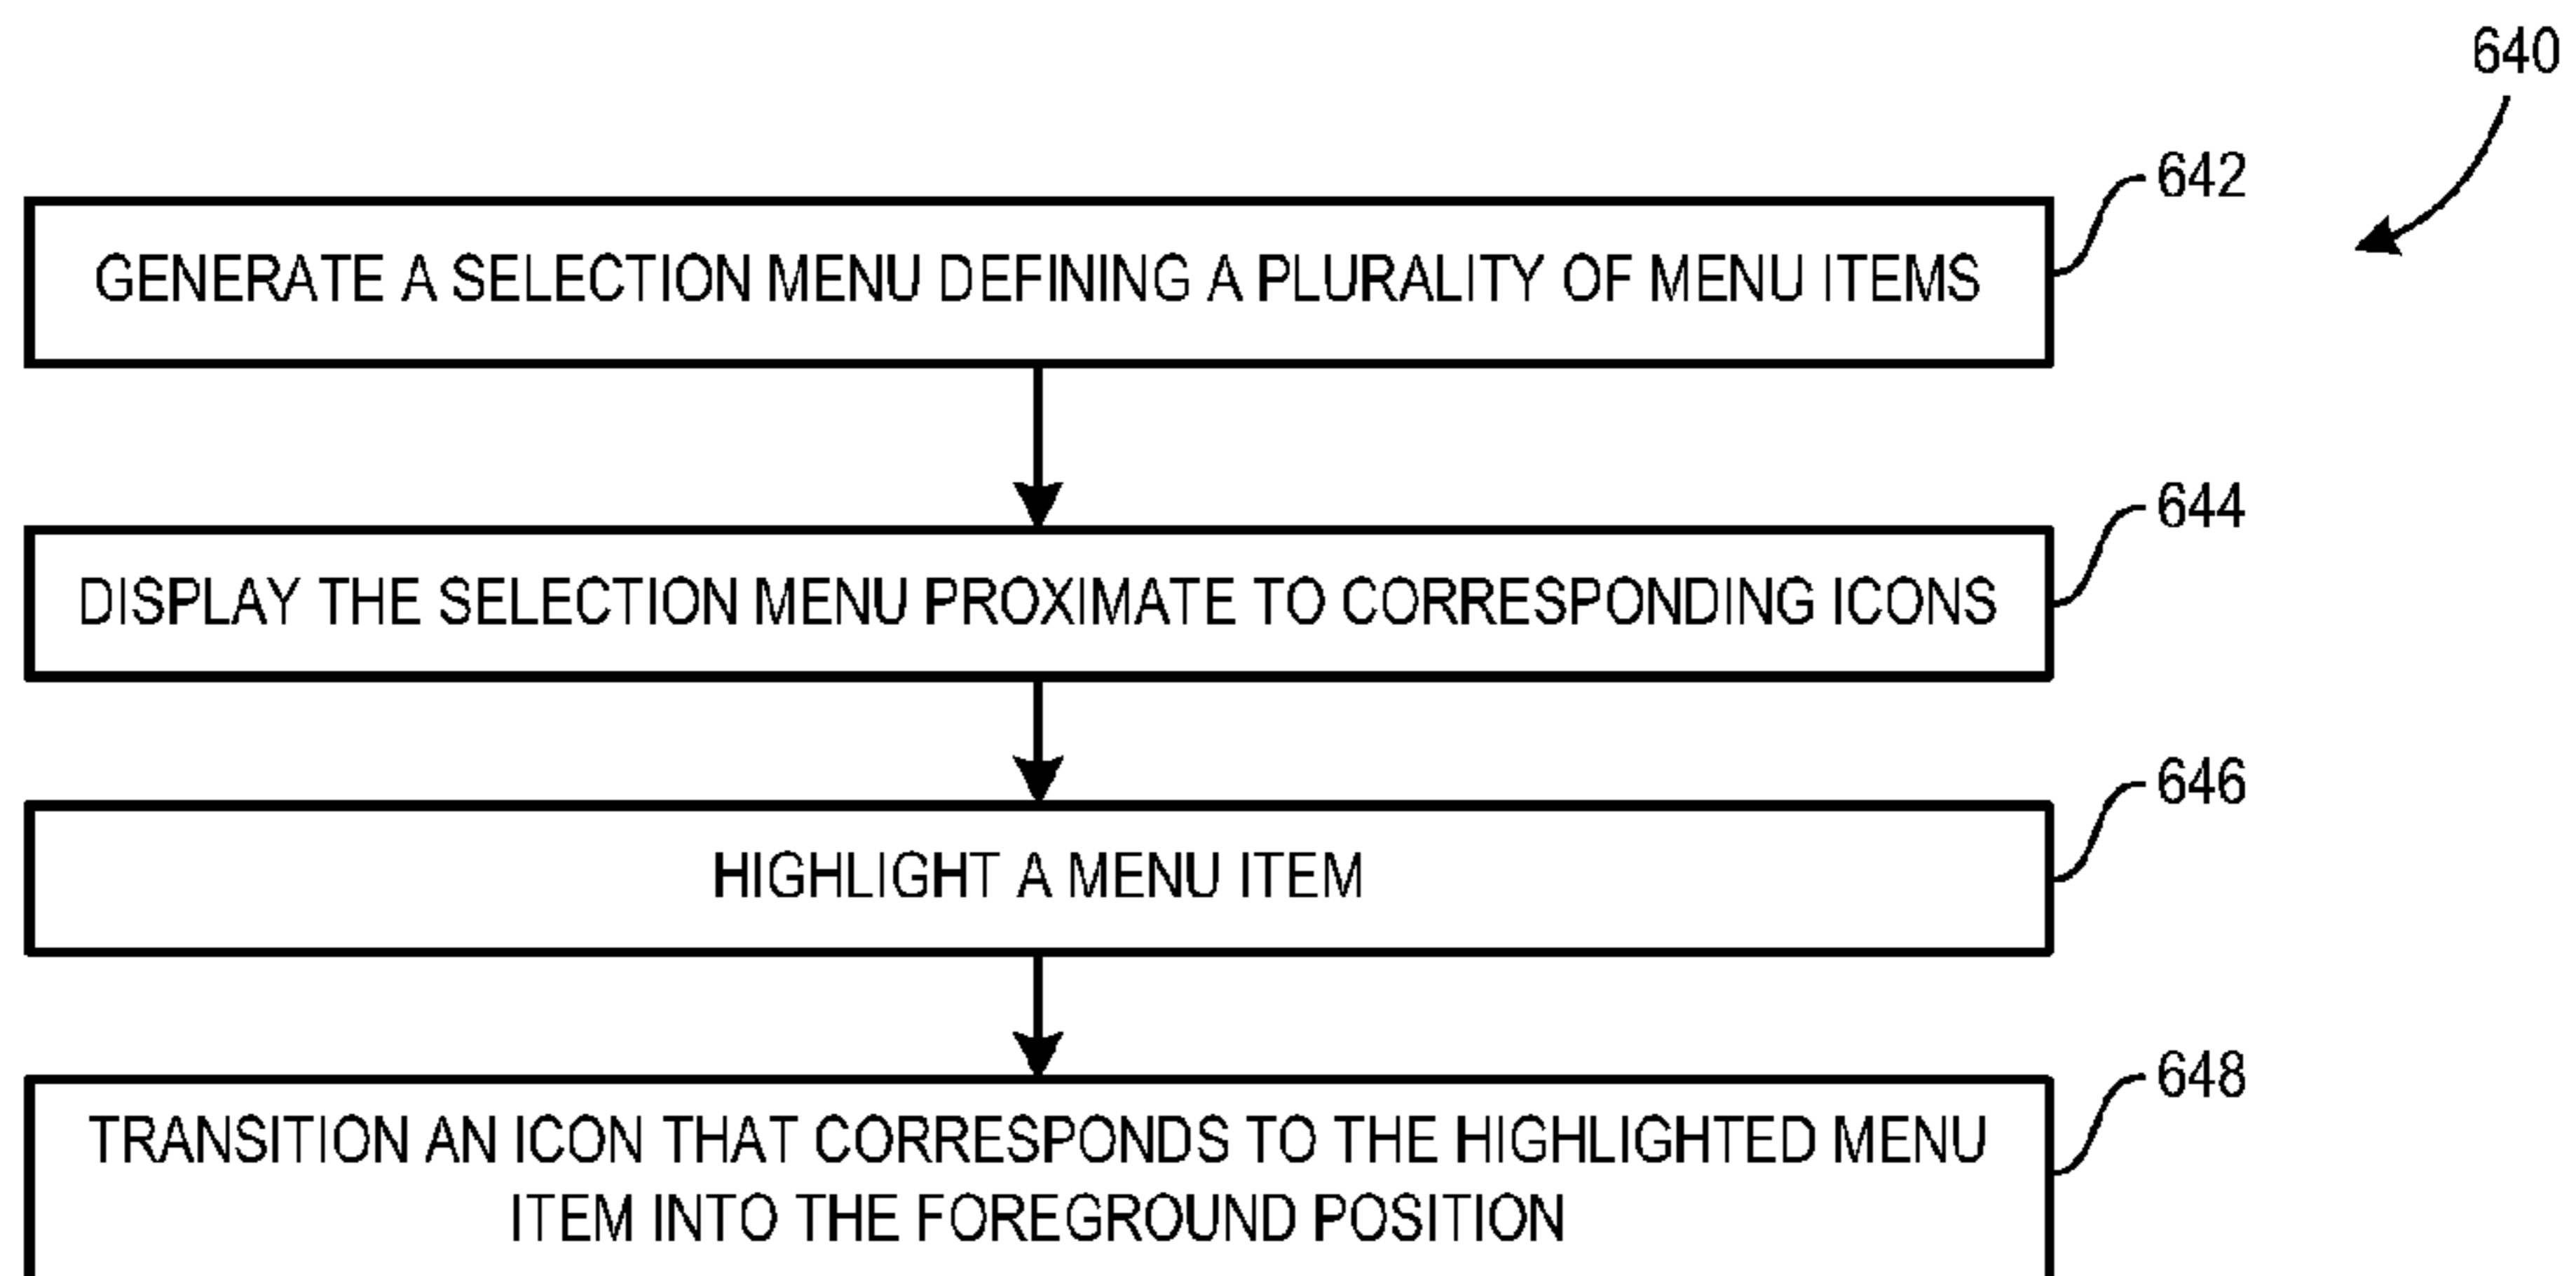 640
642
GENERATE A SELECTION MENU DEFINING A PLURALITY OF MENU ITEMS
644
DISPLAY THE SELECTION MENU PROXIMATE TO CORRESPONDING ICONS
646
HIGHLIGHT A MENU ITEM
648
TRANSITION AN ICON THAT CORRESPONDS TO THE HIGHLIGHTED MENU
ITEM INTO THE FOREGROUND POSITION